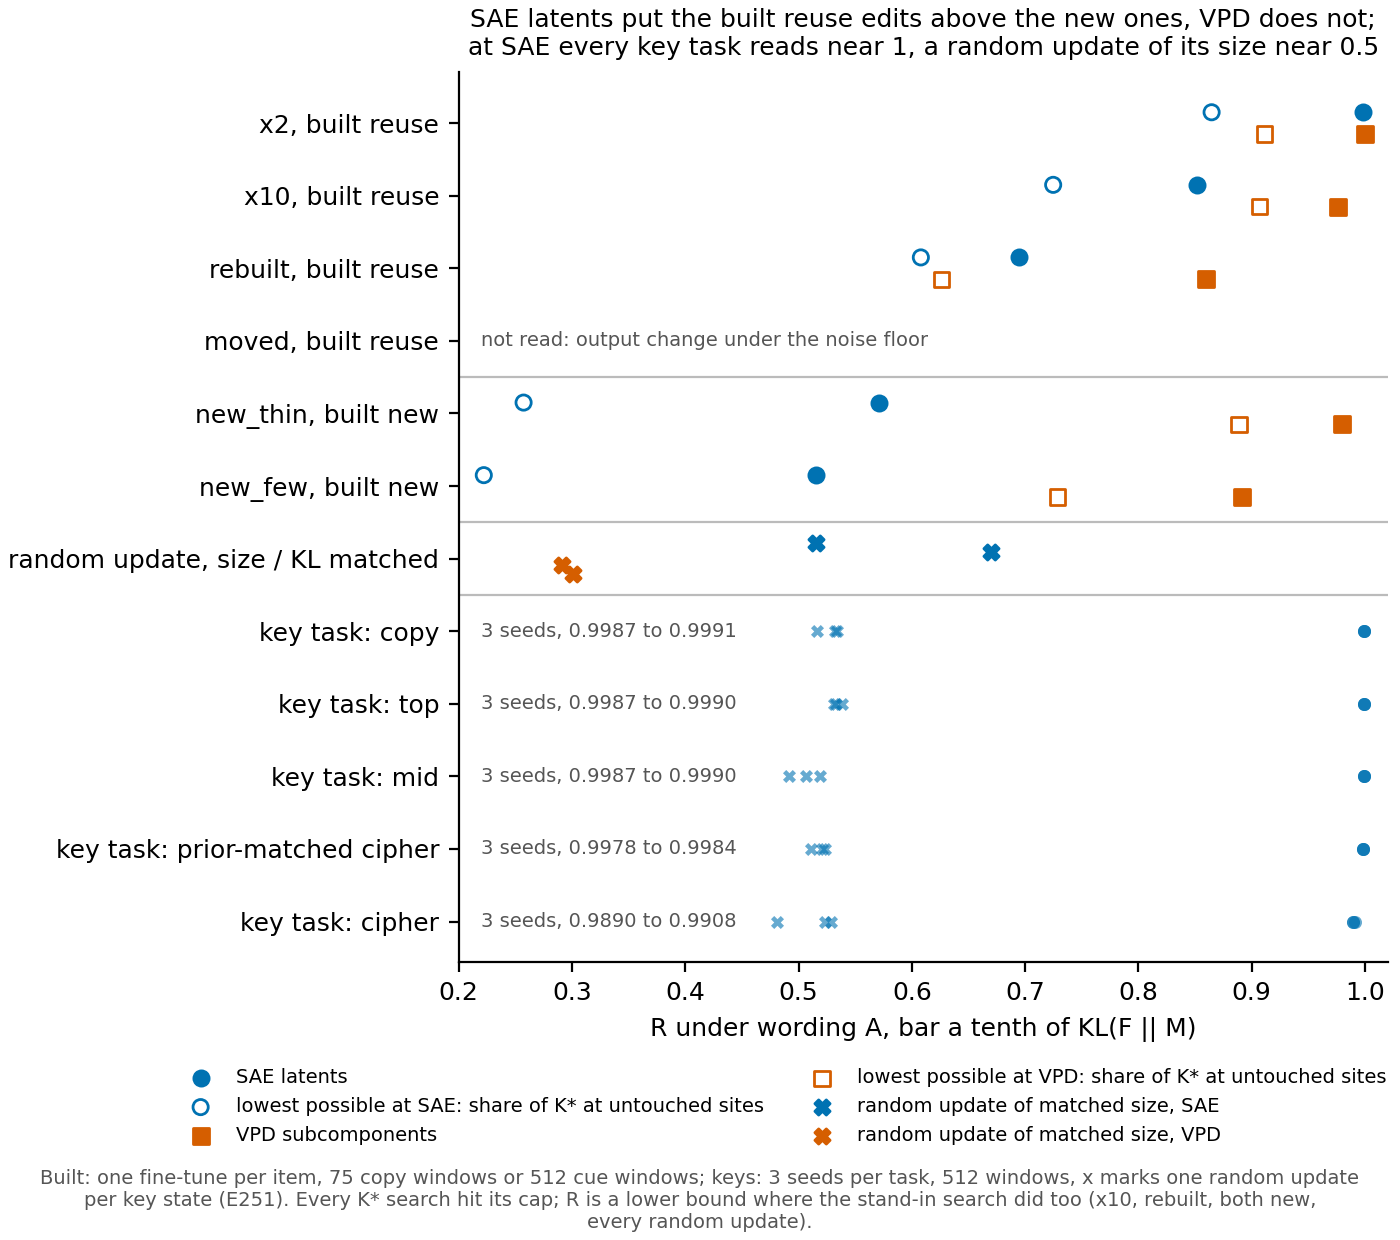 SAE latents put the built reuse edits above the new ones, VPD does not;
at SAE every key task reads near 1, a random update of its size near 0.5
x2, built reuse
x10, built reuse
rebuilt, built reuse
moved, built reuse
not read: output change under the noise floor
new_thin, built new
new_few, built new
random update, size / KL matched
key task: copy
3 seeds, 0.9987 to 0.9991
key task: top
3 seeds, 0.9987 to 0.9990
key task: mid
3 seeds, 0.9987 to 0.9990
key task: prior-matched cipher
3 seeds, 0.9978 to 0.9984
key task: cipher
3 seeds, 0.9890 to 0.9908
0.2 0.3 0.4 0.5 0.6 0.7 0.8 0.9 1.0
R under wording A, bar a tenth of KL(F || M)
SAE latents
lowest possible at SAE: share of K* at untouched sites
VPD subcomponents
lowest possible at VPD: share of K* at untouched sites
random update of matched size, SAE
random update of matched size, VPD
Built: one fine-tune per item, 75 copy windows or 512 cue windows; keys: 3 seeds per task, 512 windows, x marks one random update
per key state (E251). Every K* search hit its cap; R is a lower bound where the stand-in search did too (x10, rebuilt, both new,
every random update).